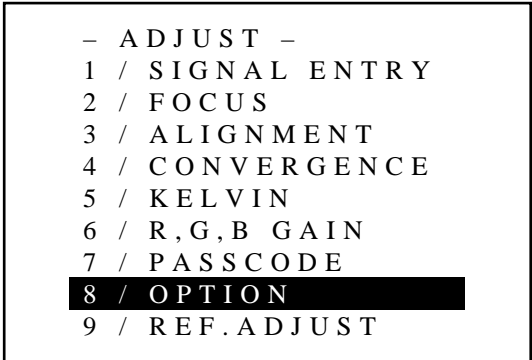 – ADJUST –
1 / SIGNAL ENTRY
2 / FOCUS
3 / ALIGNMENT
4 / CONVERGENCE
5 / KELVIN
6 / R,G,B GAIN
7 / PASSCODE
8 / OPTION
9 / REF.ADJUST